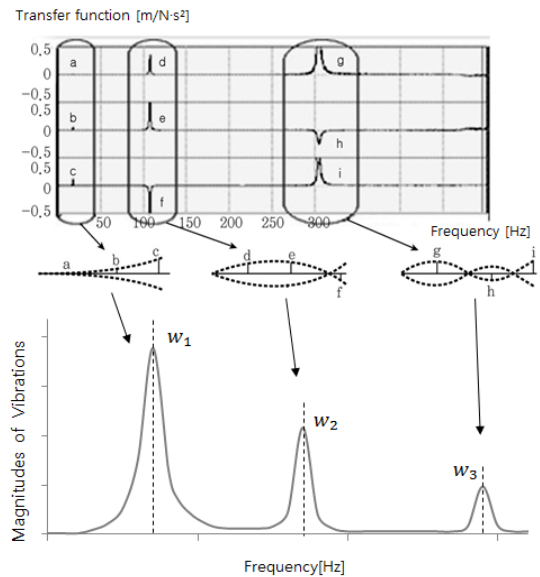 Transfer function [m/N·s²]
0,5
a
d
g
0
-0,5
0,5
b
e
0
h
-0,5
0,5
c
i
0
f
-0,5
50
100
150
200
250
300
Frequency [Hz]
a
b
c
d
e
f
g
h
i
w₁
w₂
w₃
Magnitudes of Vibrations
Frequency[Hz]